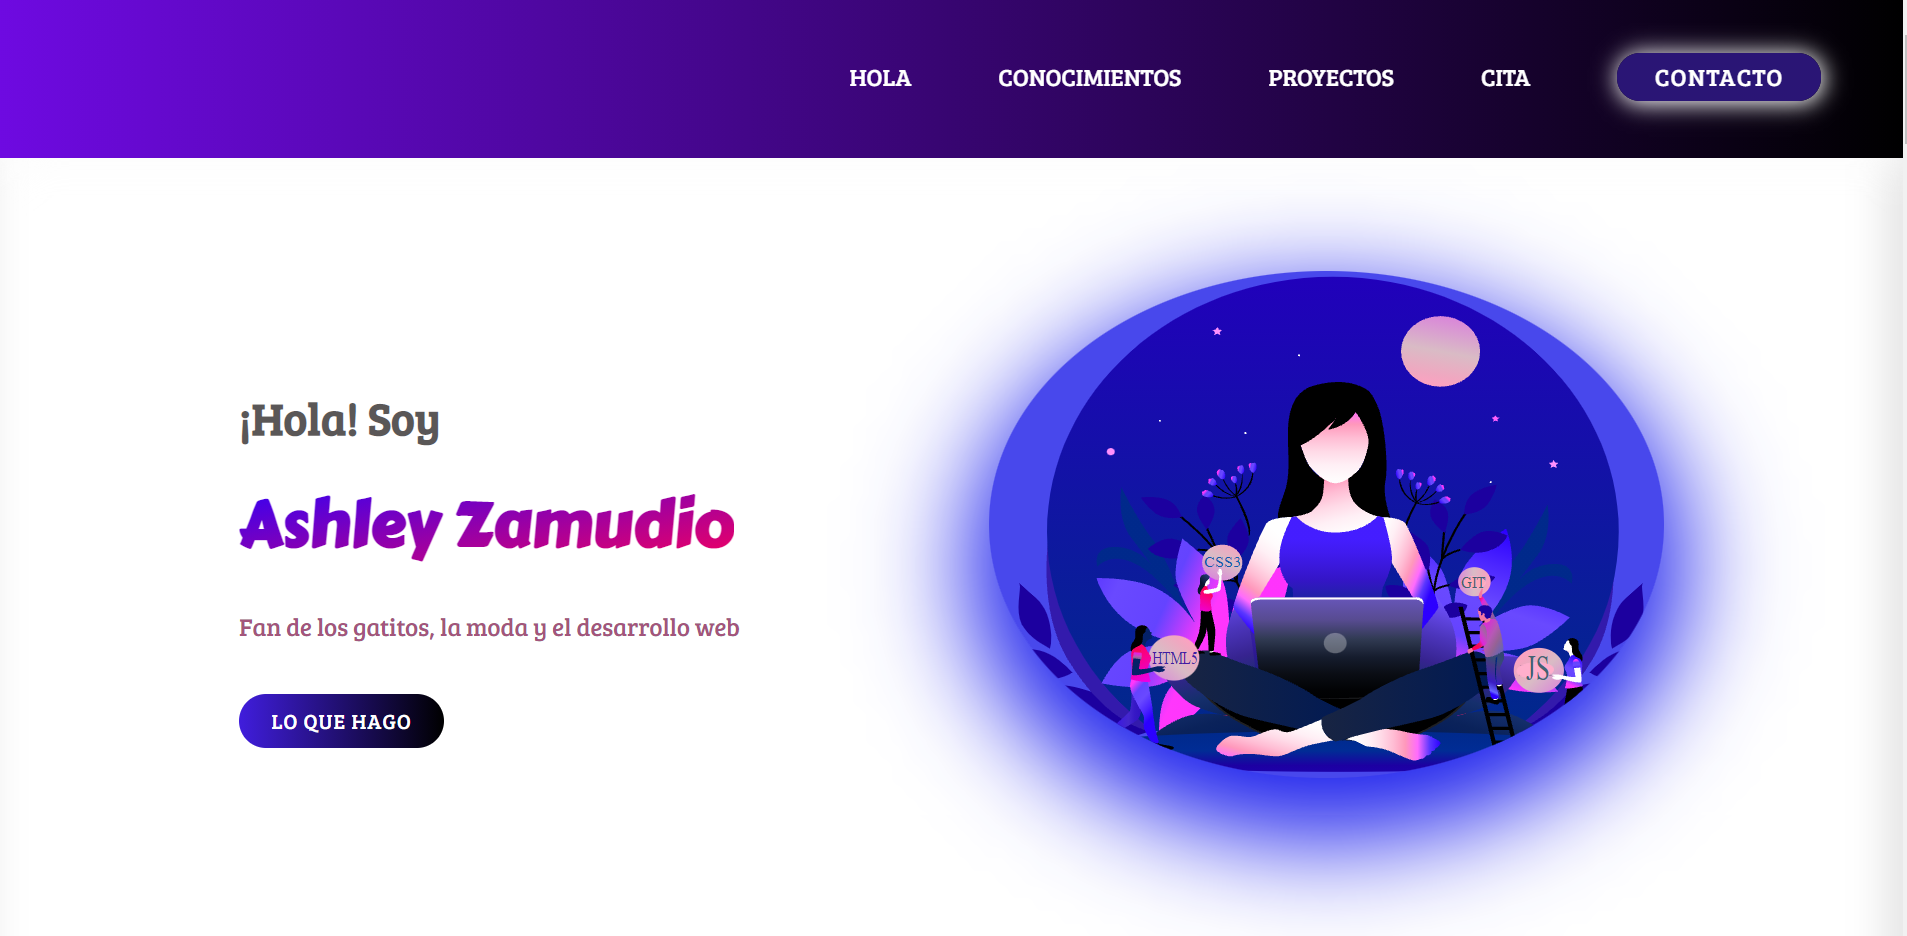 HOLA CONOCIMIENTOS PROYECTOS CITA CONTACTO
¡Hola! Soy
Ashley Zamudio
Fan de los gatitos, la moda y el desarrollo web
LO QUE HAGO
CSS3
GIT
HTML5
JS